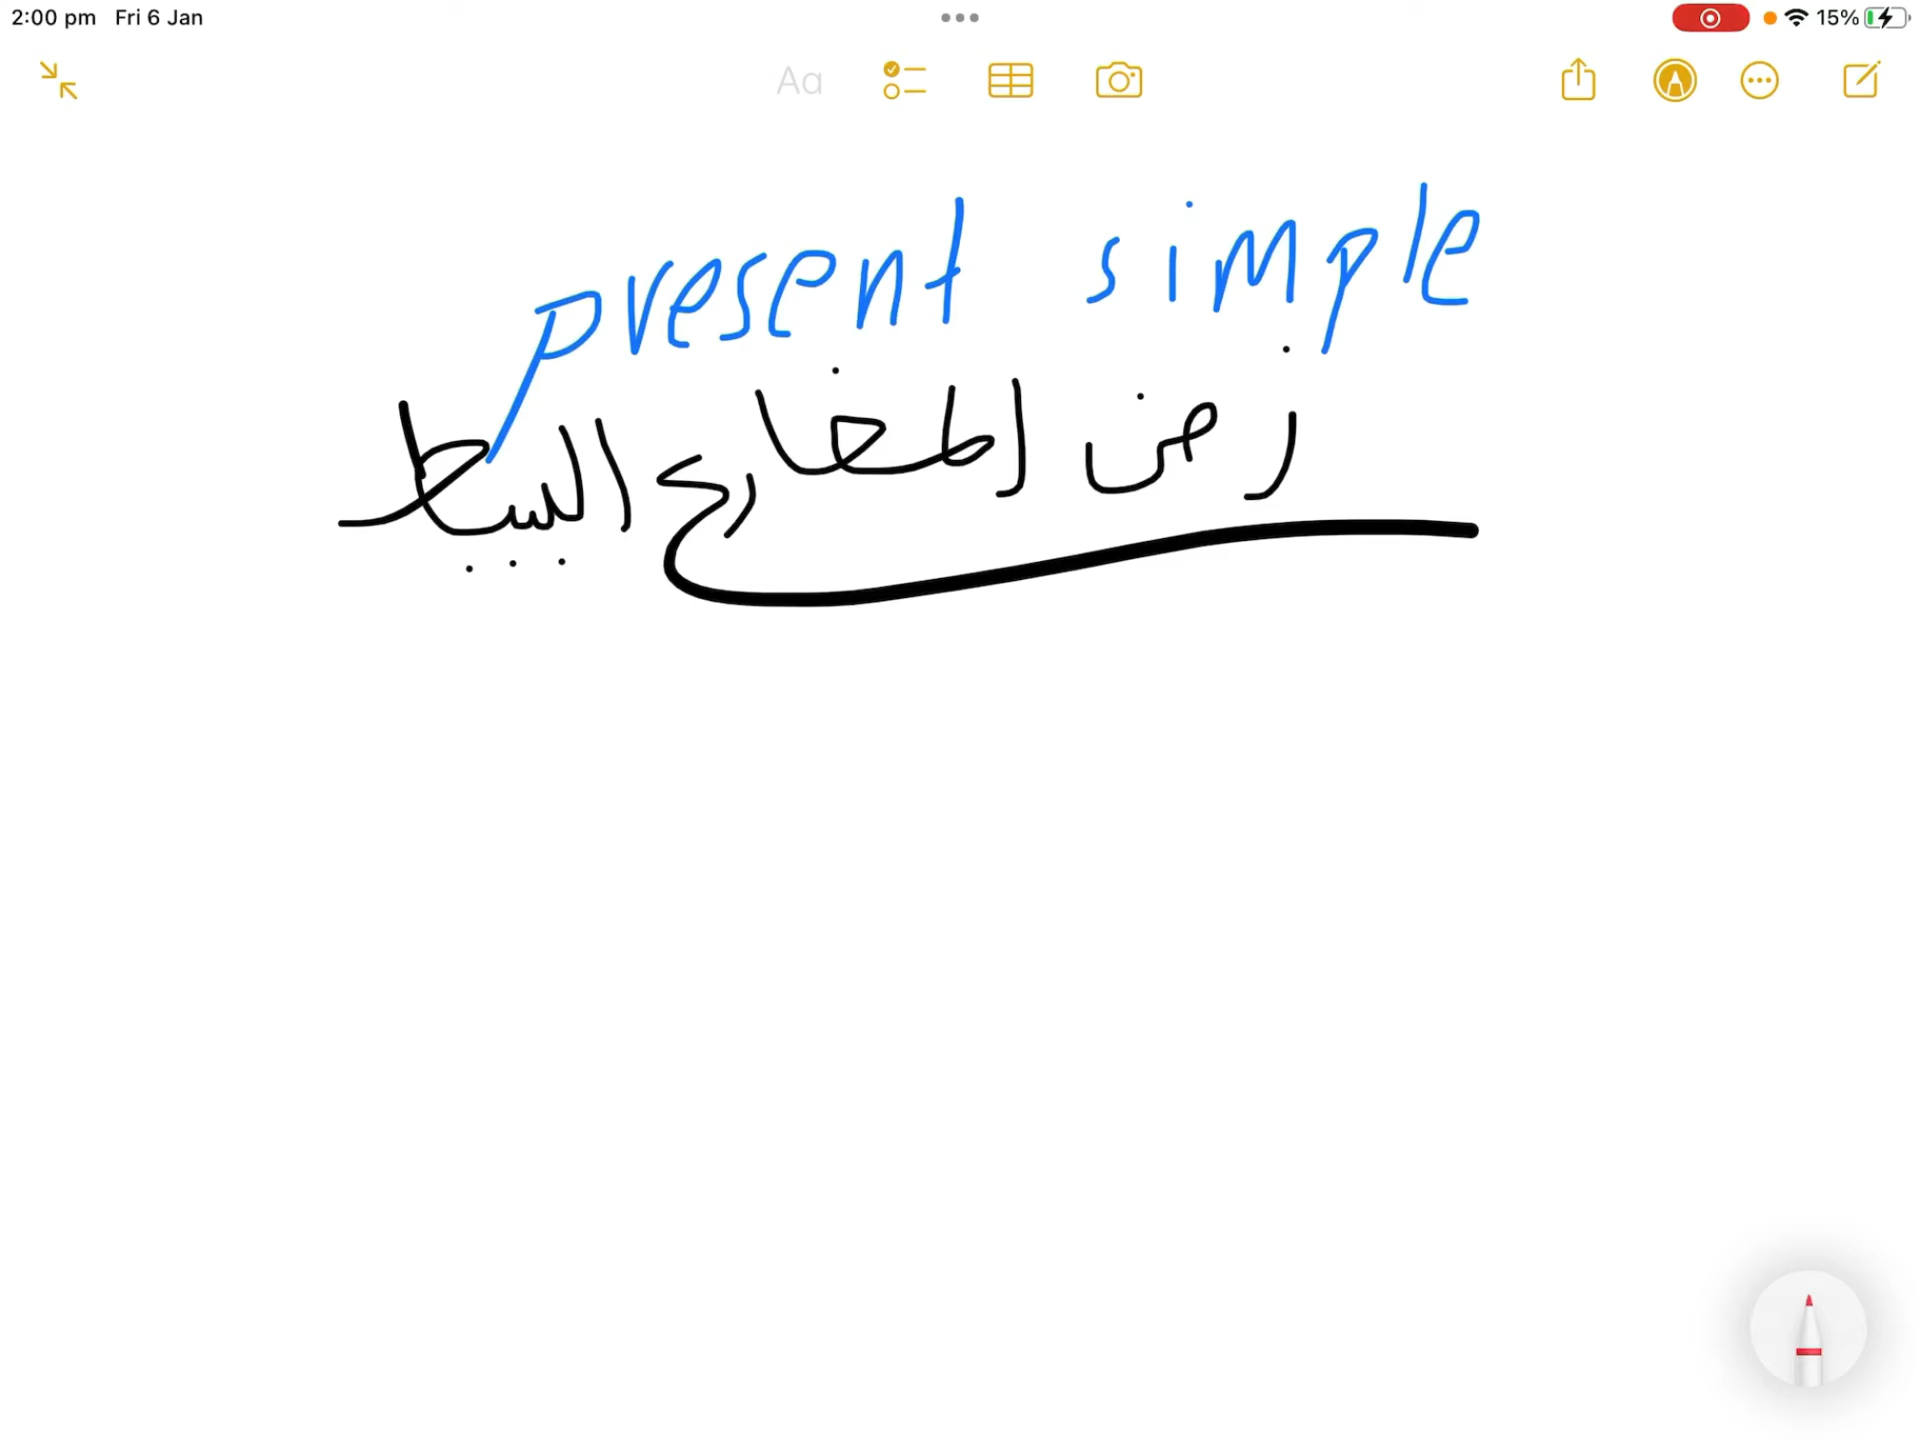 2:00 pm Fri 6 Jan 15%
Aa
present simple
زمن المضارع البسيط